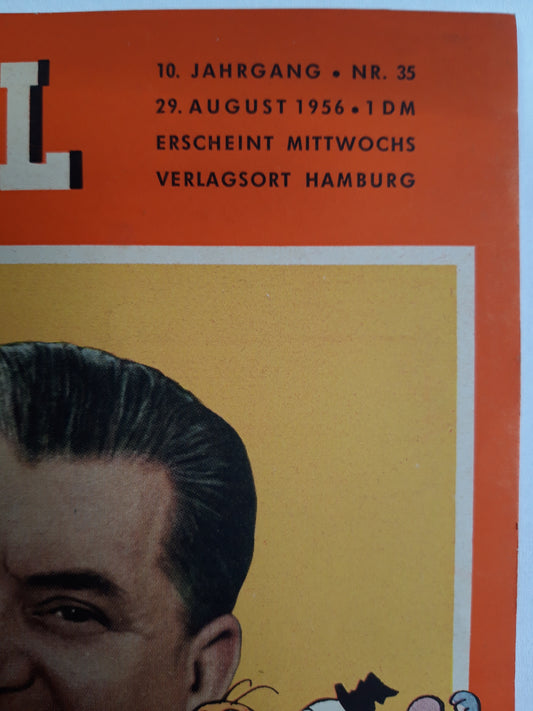 L
10. JAHRGANG • NR. 35
29. AUGUST 1956 • 1 DM
ERSCHEINT MITTWOCHS
VERLAGSORT HAMBURG